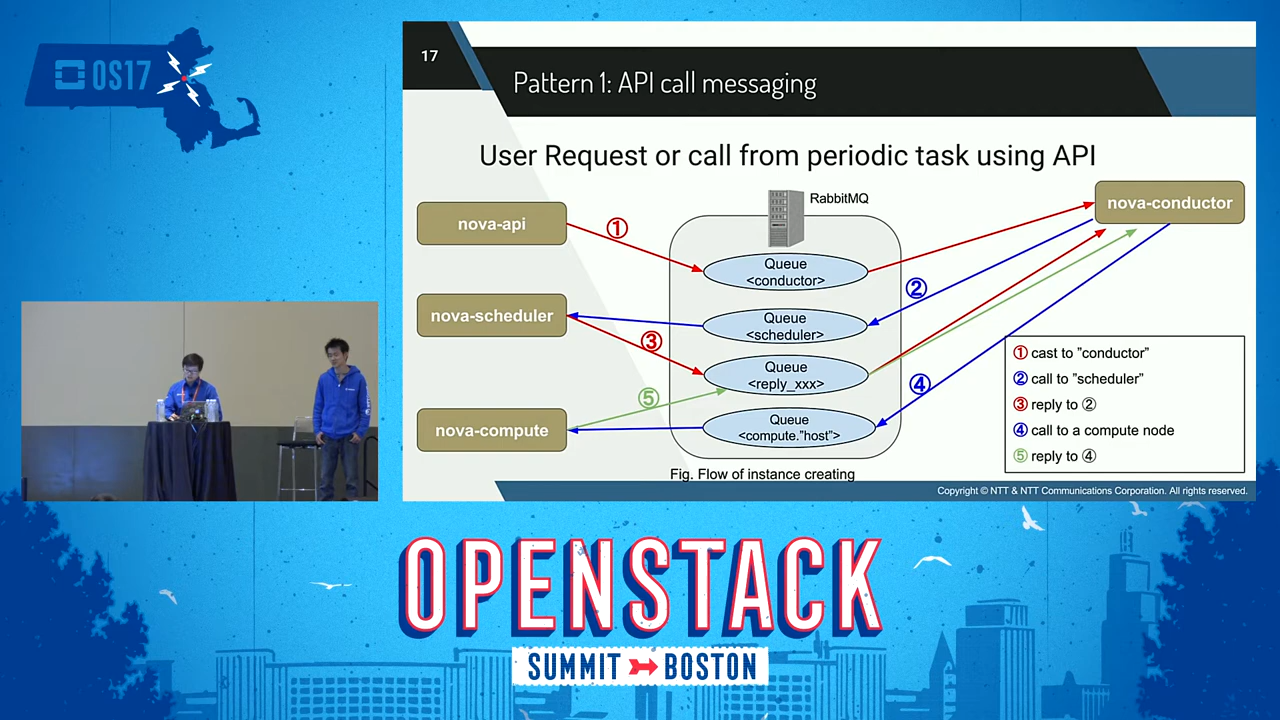 OS17
17
Pattern 1: API call messaging
User Request or call from periodic task using API
RabbitMQ
nova-api
nova-scheduler
nova-compute
nova-conductor
①
②
③
④
⑤
Queue
<conductor>
Queue
<scheduler>
Queue
<reply_xxx>
Queue
<compute.”host”>
① cast to ”conductor”
② call to ”scheduler”
③ reply to ②
④ call to a compute node
⑤ reply to ④
Fig. Flow of instance creating
Copyright © NTT & NTT Communications Corporation. All rights reserved.
OPENSTACK
SUMMIT BOSTON